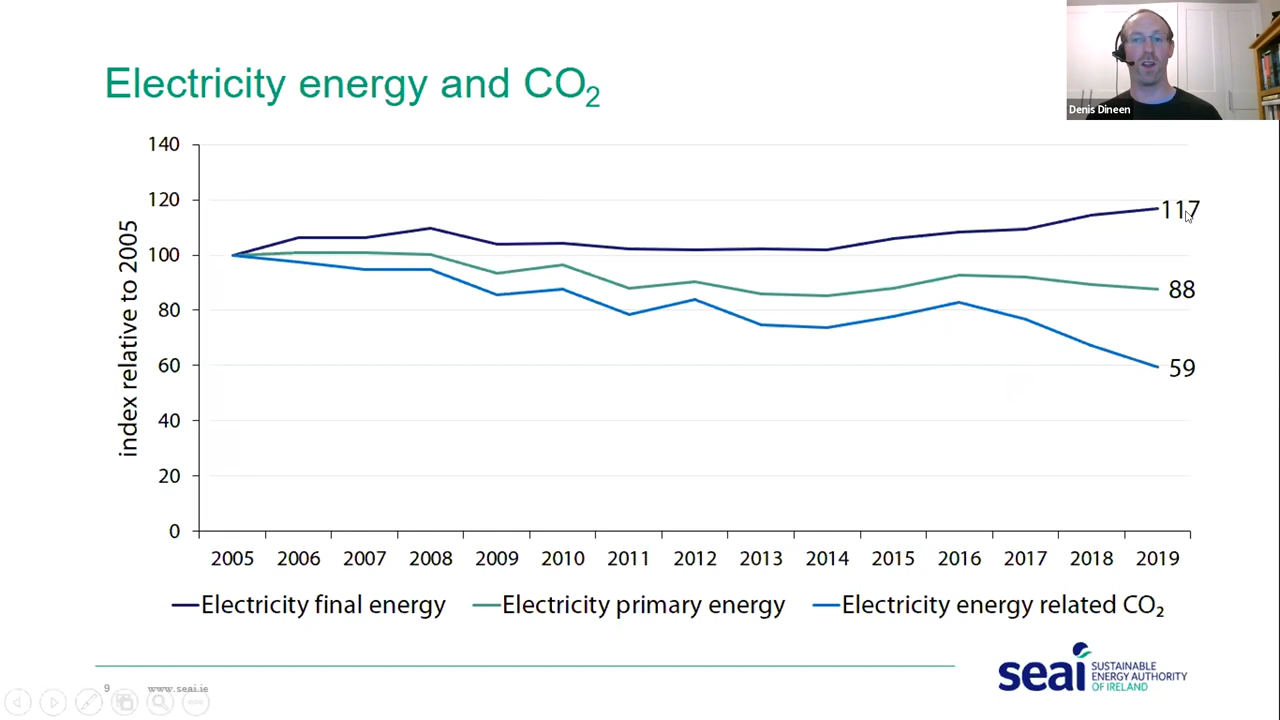 Electricity energy and CO₂
Denis Dineen
index relative to 2005
140
120
100
80
60
40
20
0
117
88
59
2005 2006 2007 2008 2009 2010 2011 2012 2013 2014 2015 2016 2017 2018 2019
Electricity final energy Electricity primary energy Electricity energy related CO₂
9 www.seai.ie
seai SUSTAINABLE
ENERGY AUTHORITY
OF IRELAND